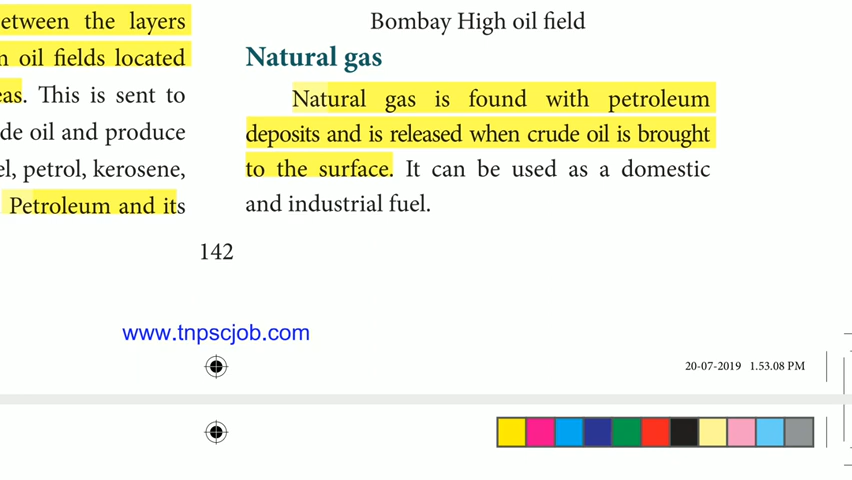 etween the layers
oil fields located
eas. This is sent to
de oil and produce
el, petrol, kerosene,
Petroleum and its
Bombay High oil field
Natural gas
Natural gas is found with petroleum
deposits and is released when crude oil is brought
to the surface. It can be used as a domestic
and industrial fuel.
142
www.tnpscjob.com
20-07-2019 1.53.08 PM